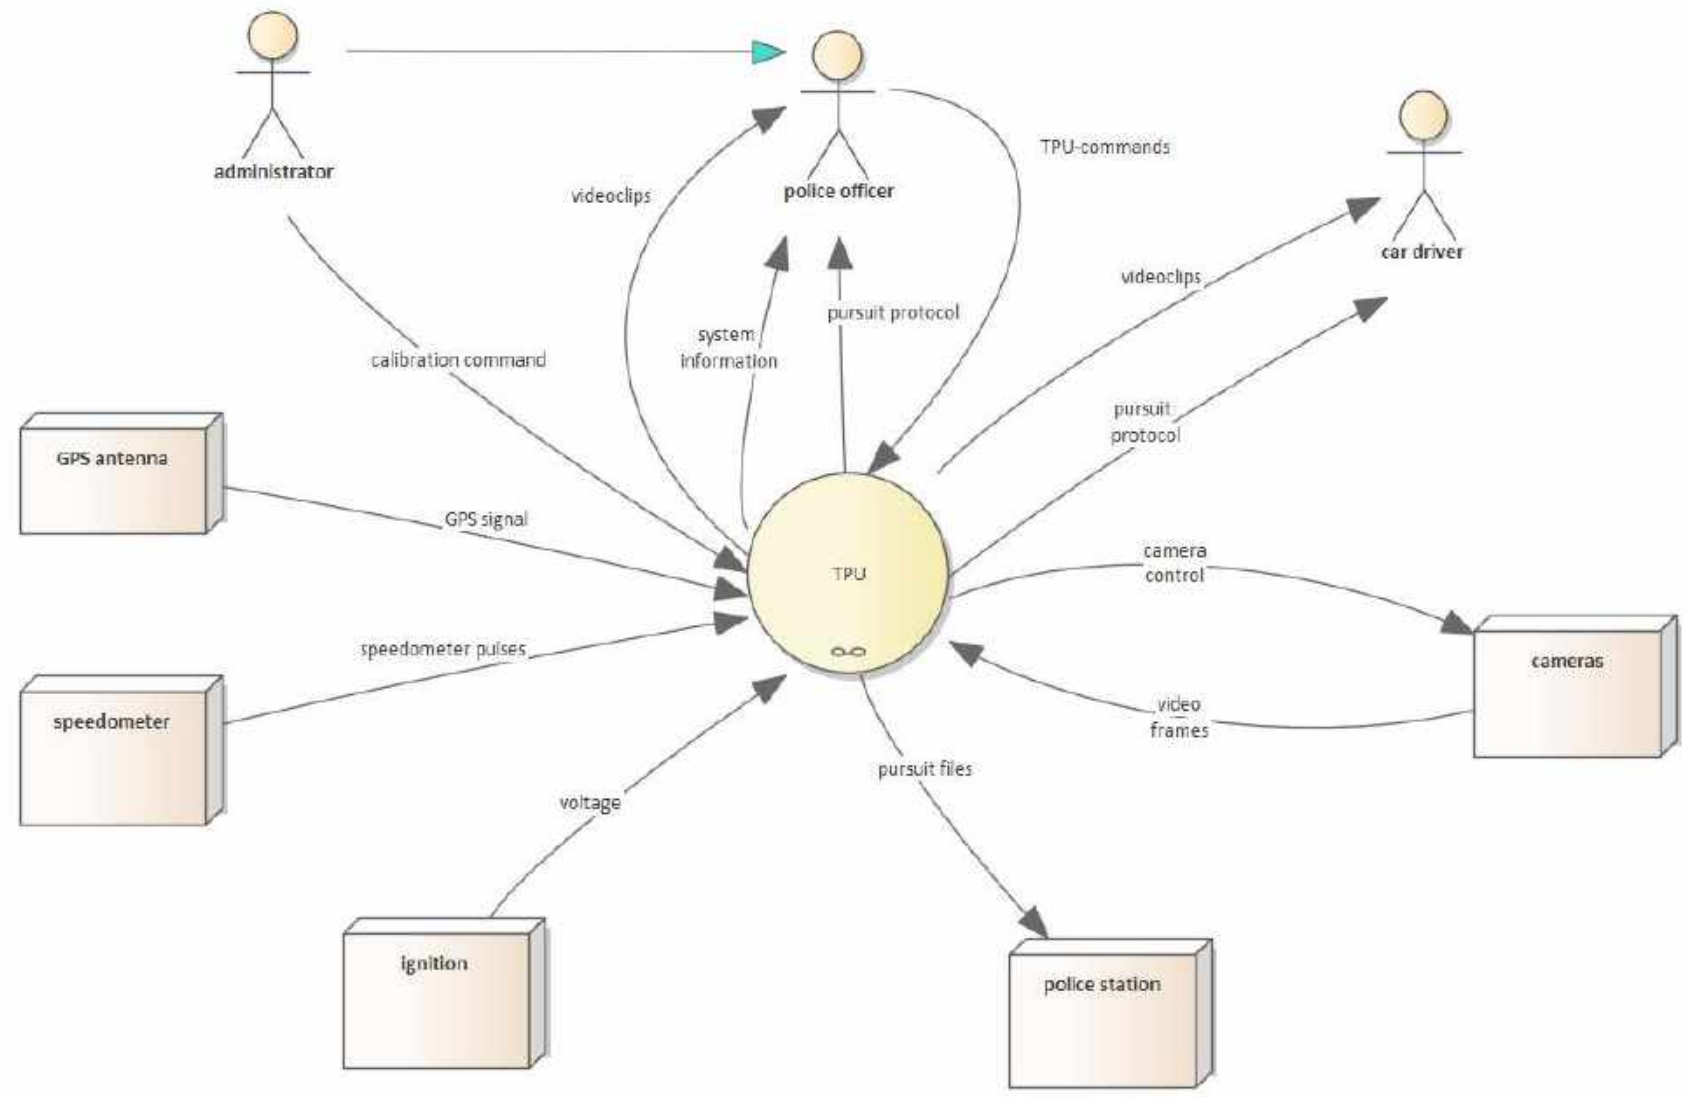 administrator
police officer
TPU-commands
car driver
videoclips
videoclips
system
information
pursuit protocol
calibration command
pursuit
protocol
GPS antenna
GPS signal
TPU
camera
control
speedometer pulses
cameras
speedometer
video
frames
pursuit files
voltage
ignition
police station